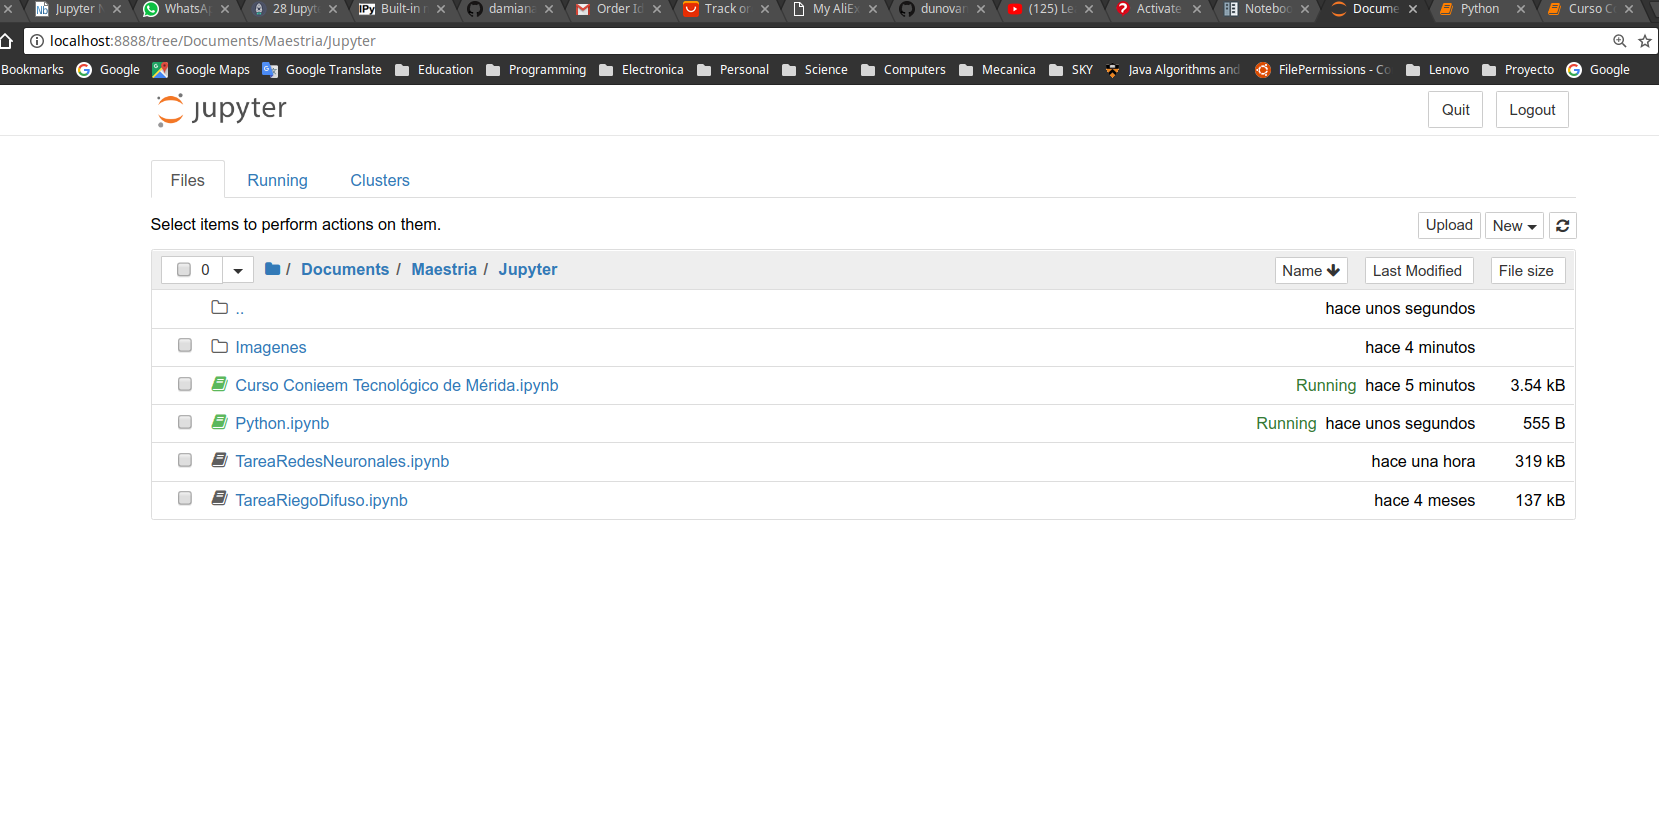 Jupyter WhatsA 28 Jupyt IPy Built-in damiana Order Id Track or My AliEx dunovan (125) Le Activate Notebo Docume Python Curso C
localhost:8888/tree/Documents/Maestria/Jupyter
Bookmarks Google Google Maps Google Translate Education Programming Electronica Personal Science Computers Mecanica SKY Java Algorithms and FilePermissions - Co Lenovo Proyecto Google
jupyter Quit Logout
Files Running Clusters
Select items to perform actions on them. Upload New
0 / Documents / Maestria / Jupyter Name Last Modified File size
.. hace unos segundos
Imagenes hace 4 minutos
Curso Conieem Tecnológico de Mérida.ipynb Running hace 5 minutos 3.54 kB
Python.ipynb Running hace unos segundos 555 B
TareaRedesNeuronales.ipynb hace una hora 319 kB
TareaRiegoDifuso.ipynb hace 4 meses 137 kB